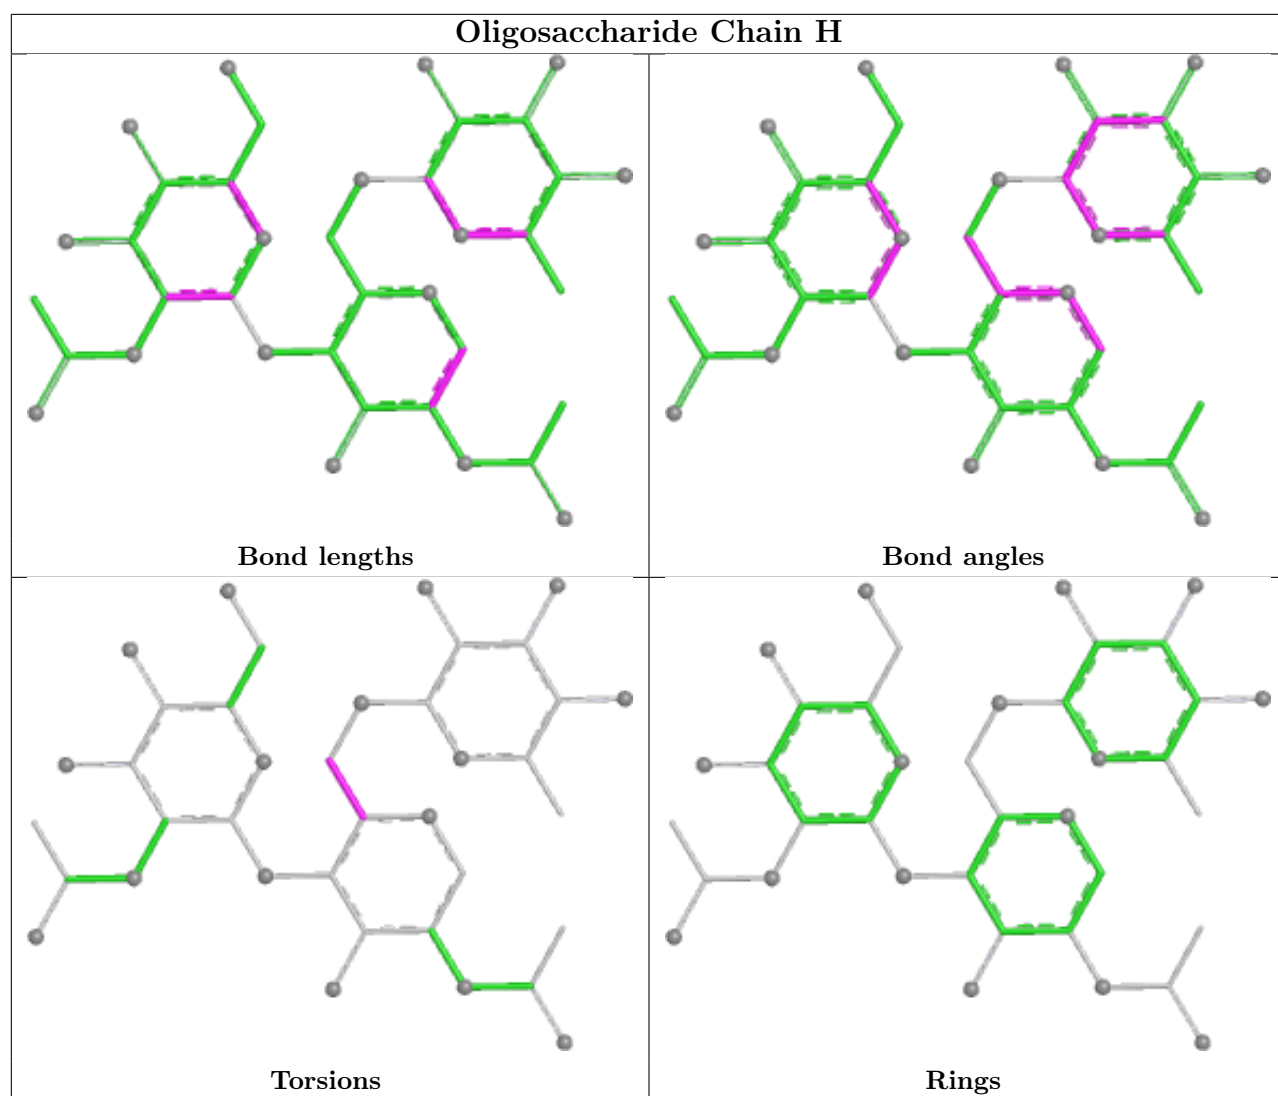 Oligosaccharide Chain H
Bond lengths
Bond angles
Torsions
Rings